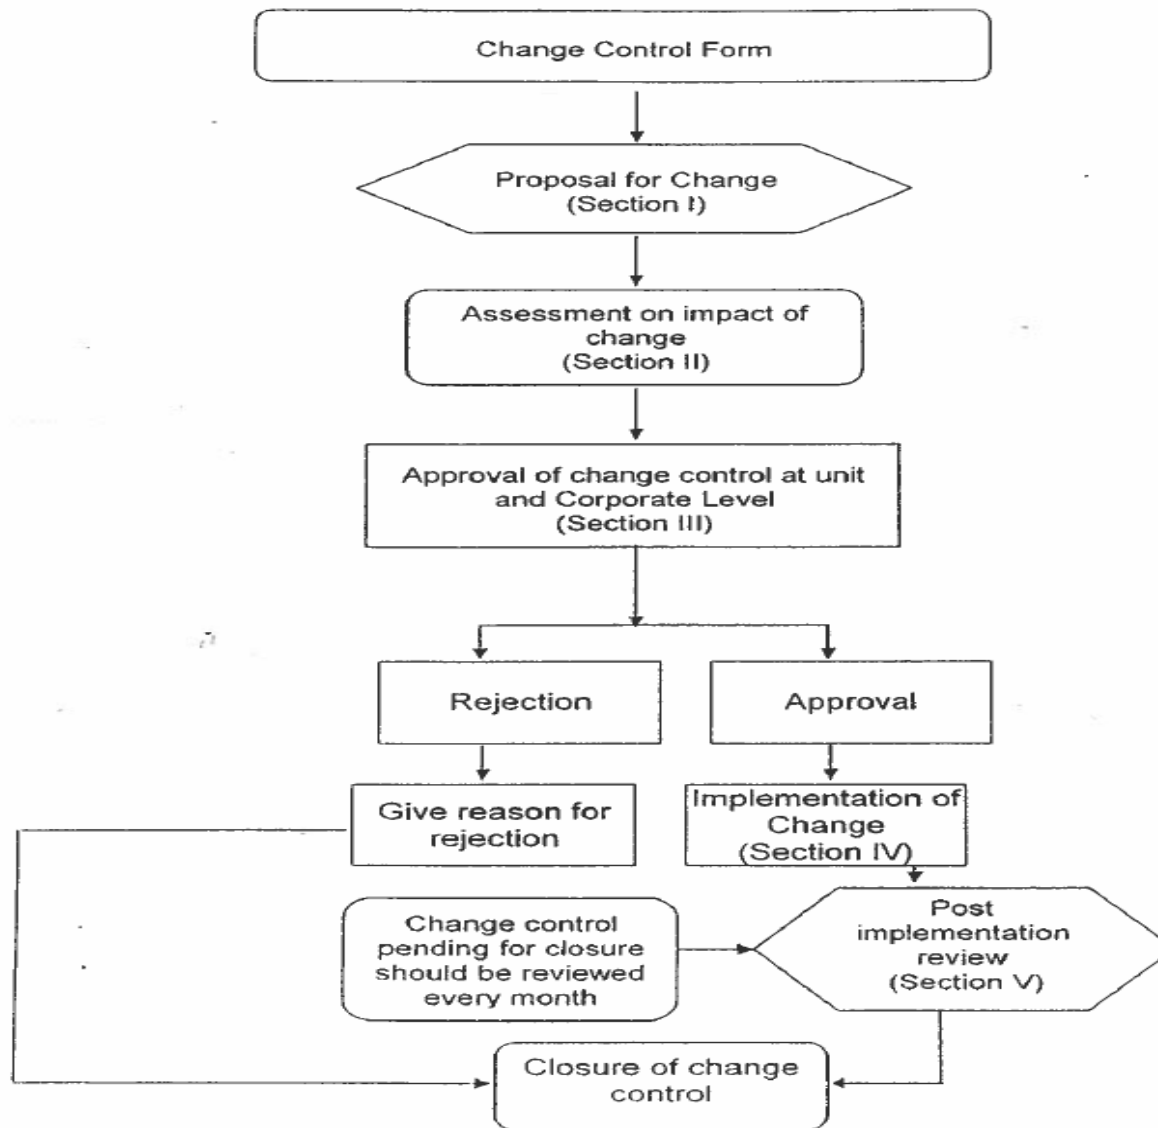 Change Control Form
Proposal for Change
(Section I)
Assessment on impact of
change
(Section II)
Approval of change control at unit
and Corporate Level
(Section III)
Rejection
Approval
Give reason for
rejection
Implementation of
Change
(Section IV)
Change control
pending for closure
should be reviewed
every month
Post
implementation
review
(Section V)
Closure of change
control